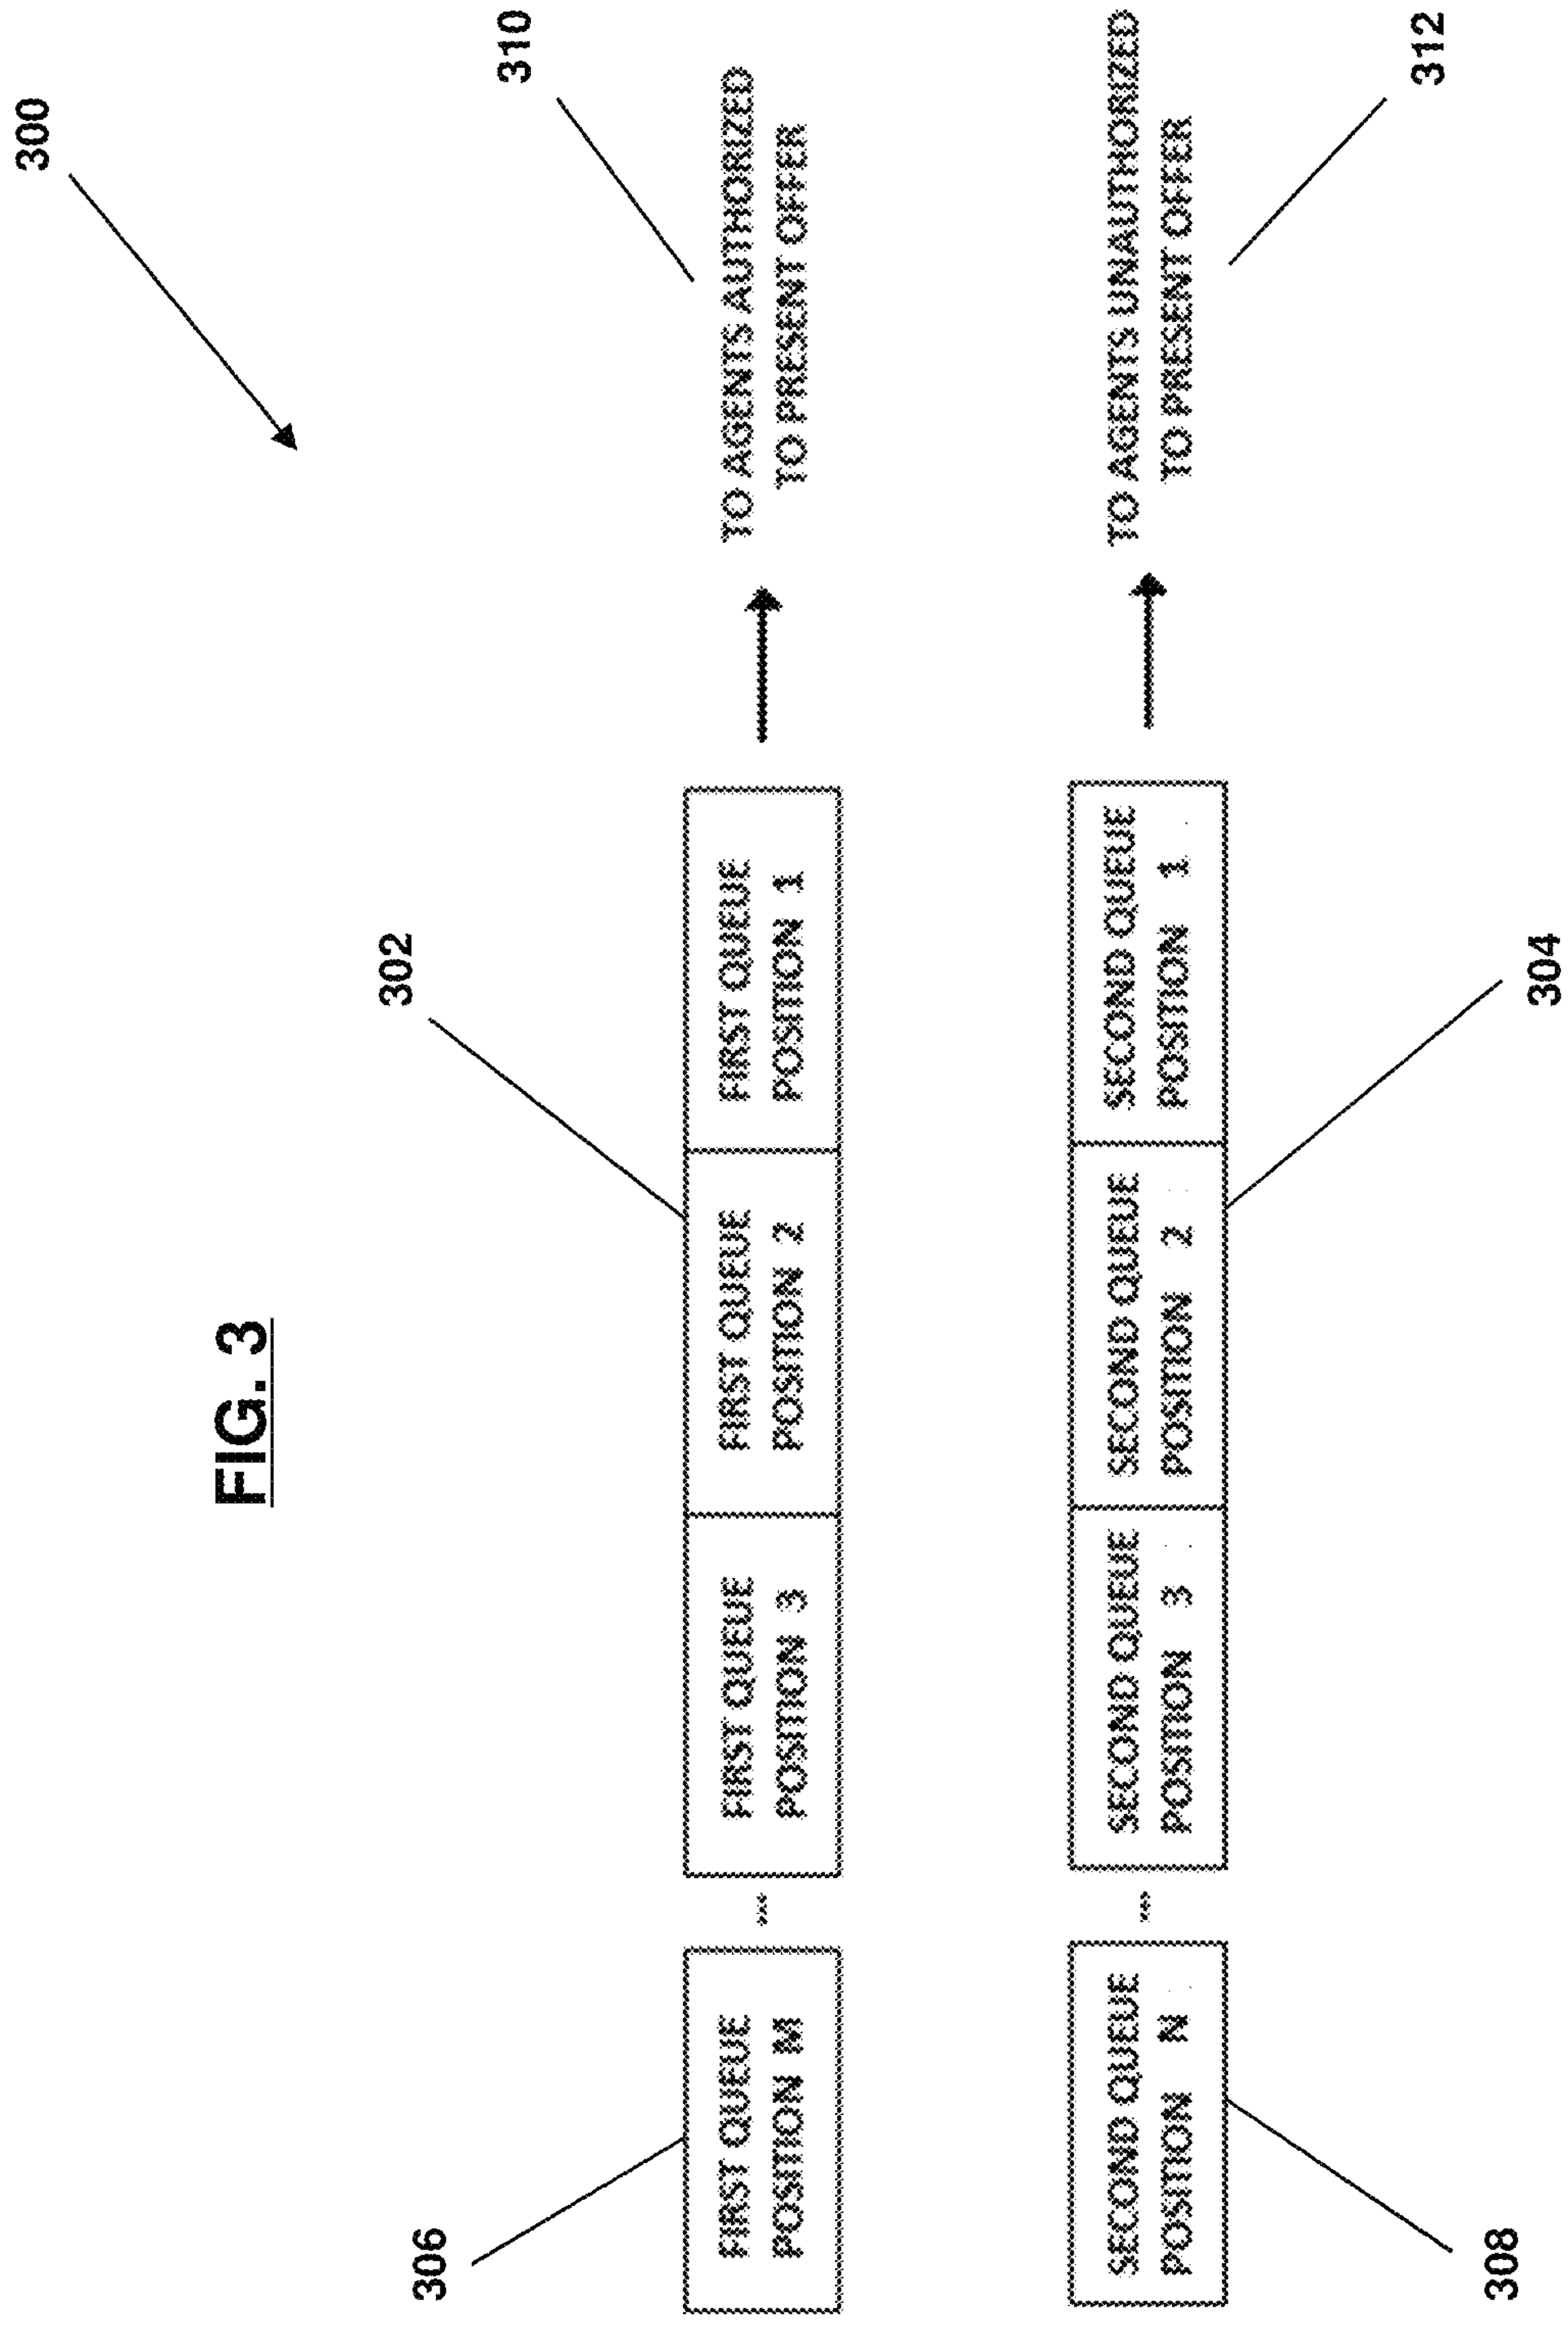 FIG. 3
300
310
302
306
FIRST QUEUE
POSITION M
...
FIRST QUEUE
POSITION 3
FIRST QUEUE
POSITION 2
FIRST QUEUE
POSITION 1
TO AGENTS AUTHORIZED
TO PRESENT OFFER
SECOND QUEUE
POSITION N
...
SECOND QUEUE
POSITION 3
SECOND QUEUE
POSITION 2
SECOND QUEUE
POSITION 1
TO AGENTS UNAUTHORIZED
TO PRESENT OFFER
312
308
304